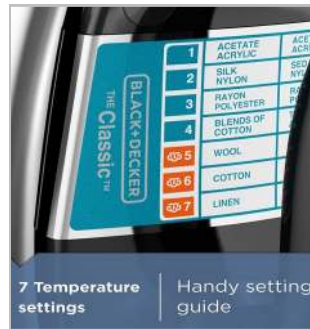 BLACK+DECKER
THE Classic™
1 ACETATE ACRYLIC
2 SILK NYLON
3 RAYON POLYESTER
4 BLENDS OF COTTON
5 WOOL
6 COTTON
7 LINEN
7 Temperature settings
Handy setting guide